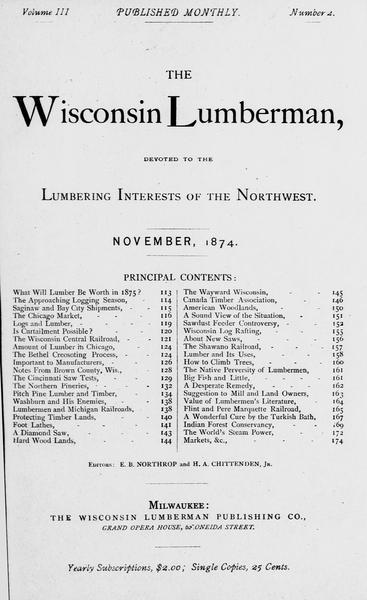 Volume III PUBLISHED MONTHLY. Number 2.
THE
Wisconsin Lumberman,
DEVOTED TO THE
LUMBERING INTERESTS OF THE NORTHWEST.
NOVEMBER, 1874.
PRINCIPAL CONTENTS:
What Will Lumber Be Worth in 1875? 113
The Approaching Logging Season, - 114
Saginaw and Bay City Shipments, - - 115
The Chicago Market, - - - 116
Logs and Lumber, - - - - 119
Is Curtailment Possible? - - - 120
The Wisconsin Central Railroad, - - 121
Amount of Lumber in Chicago, - - 124
The Bethel Creosoting Process, - - 124
Important to Manufacturers, - - 126
Notes From Brown County, Wis., - - 128
The Cincinnati Saw Tests, - - - 129
The Northern Pineries, - - - 132
Pitch Pine Lumber and Timber, - - 134
Washburn and His Enemies, - - 138
Lumbermen and Michigan Railroads, - 138
Protecting Timber Lands, - - - 140
Foot Lathes, - - - - 141
A Diamond Saw, - - - - 143
Hard Wood Lands, - - - - 144
The Wayward Wisconsin, - - - 145
Canada Timber Association, - - - 146
American Woodlands, - - - 150
A Sound View of the Situation, - - 151
Sawdust Feeder Controversy, - - - 152
Wisconsin Log Rafting, - - - 155
About New Saws, - - - - 156
The Shawano Railroad, - - - 157
Lumber and Its Uses, - - - - 158
How to Climb Trees, - - - - 160
The Native Perversity of Lumbermen, - 161
Big Fish and Little, - - - - 161
A Desperate Remedy, - - - - 162
Suggestion to Mill and Land Owners, - 163
Value of Lumbermen's Literature, - - 164
Flint and Pere Marquette Railroad, - 165
A Wonderful Cure by the Turkish Bath, - 167
Indian Forest Conservancy, - - - 169
The World's Steam Power, - - - 172
Markets, &c., - - - - 174
EDITORS: E. B. NORTHROP and H. A. CHITTENDEN, JR.
MILWAUKEE:
THE WISCONSIN LUMBERMAN PUBLISHING CO.,
GRAND OPERA HOUSE, ONEIDA STREET.
Yearly Subscriptions, $2.00; Single Copies, 25 Cents.